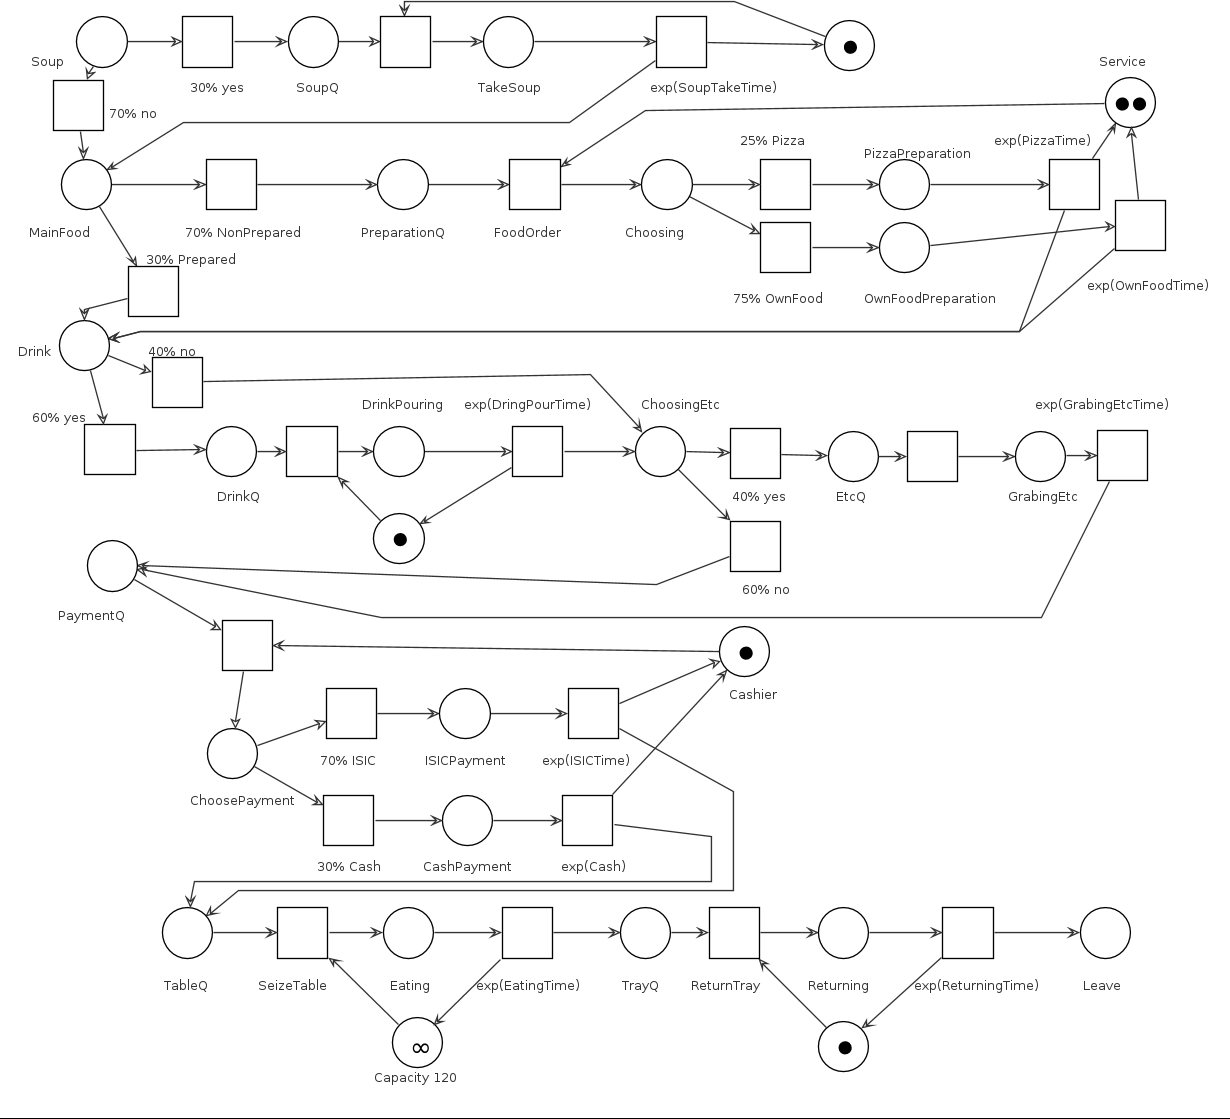 Soup
30% yes
SoupQ
TakeSoup
exp(SoupTakeTime)
Service
70% no
25% Pizza
PizzaPreparation
exp(PizzaTime)
MainFood
70% NonPrepared
PreparationQ
FoodOrder
Choosing
30% Prepared
75% OwnFood
OwnFoodPreparation
exp(OwnFoodTime)
Drink
40% no
60% yes
DrinkPouring
exp(DringPourTime)
ChoosingEtc
exp(GrabingEtcTime)
DrinkQ
40% yes
EtcQ
GrabingEtc
60% no
PaymentQ
Cashier
70% ISIC
ISICPayment
exp(ISICTime)
ChoosePayment
30% Cash
CashPayment
exp(Cash)
TableQ
SeizeTable
Eating
exp(EatingTime)
TrayQ
ReturnTray
Returning
exp(ReturningTime)
Leave
∞
Capacity 120